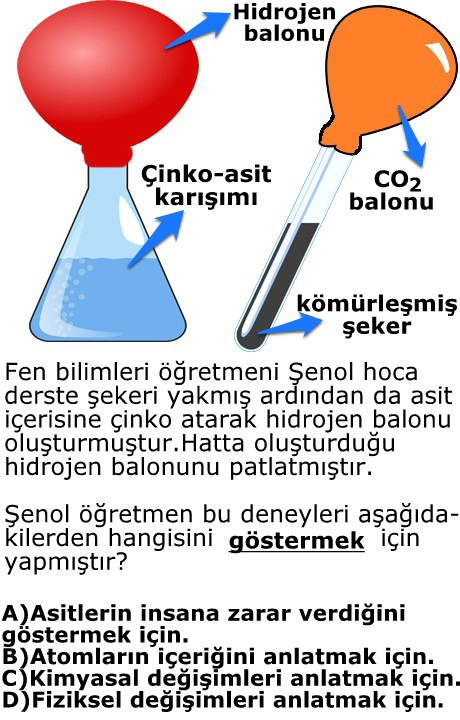 Hidrojen
balonu
Çinko-asit
karışımı
CO2
balonu
kömürleşmiş
şeker
Fen bilimleri öğretmeni Şenol hoca
derste şekeri yakmış ardından da asit
içerisine çinko atarak hidrojen balonu
oluşturmuştur.Hatta oluşturduğu
hidrojen balonunu patlatmıştır.
Şenol öğretmen bu deneyleri aşağıda-
kilerden hangisini göstermek için
yapmıştır?
A)Asitlerin insana zarar verdiğini
göstermek için.
B)Atomların içeriğini anlatmak için.
C)Kimyasal değişimleri anlatmak için.
D)Fiziksel değişimleri anlatmak için.